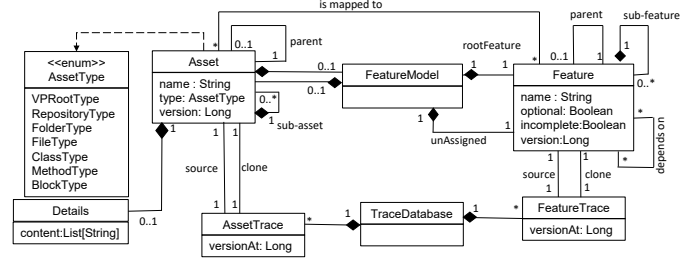 is mapped to
<<enum>>
AssetType
VPRootType
RepositoryType
FolderType
FileType
ClassType
MethodType
BlockType
Details
content:List[String]
1
0..1
Asset
name : String
type: AssetType
version: Long
*
0..1
1
parent
0..*
1
sub-asset
1
0..1
FeatureModel
rootFeature
1
1
1
unAssigned
1
*
Feature
name : String
optional: Boolean
incomplete:Boolean
version:Long
parent
0..1
1
sub-feature
1
0..*
*
depends on
*
1
1
source
clone
1
1
AssetTrace
versionAt: Long
*
1
TraceDatabase
1
*
1
1
source
clone
1
1
FeatureTrace
versionAt: Long